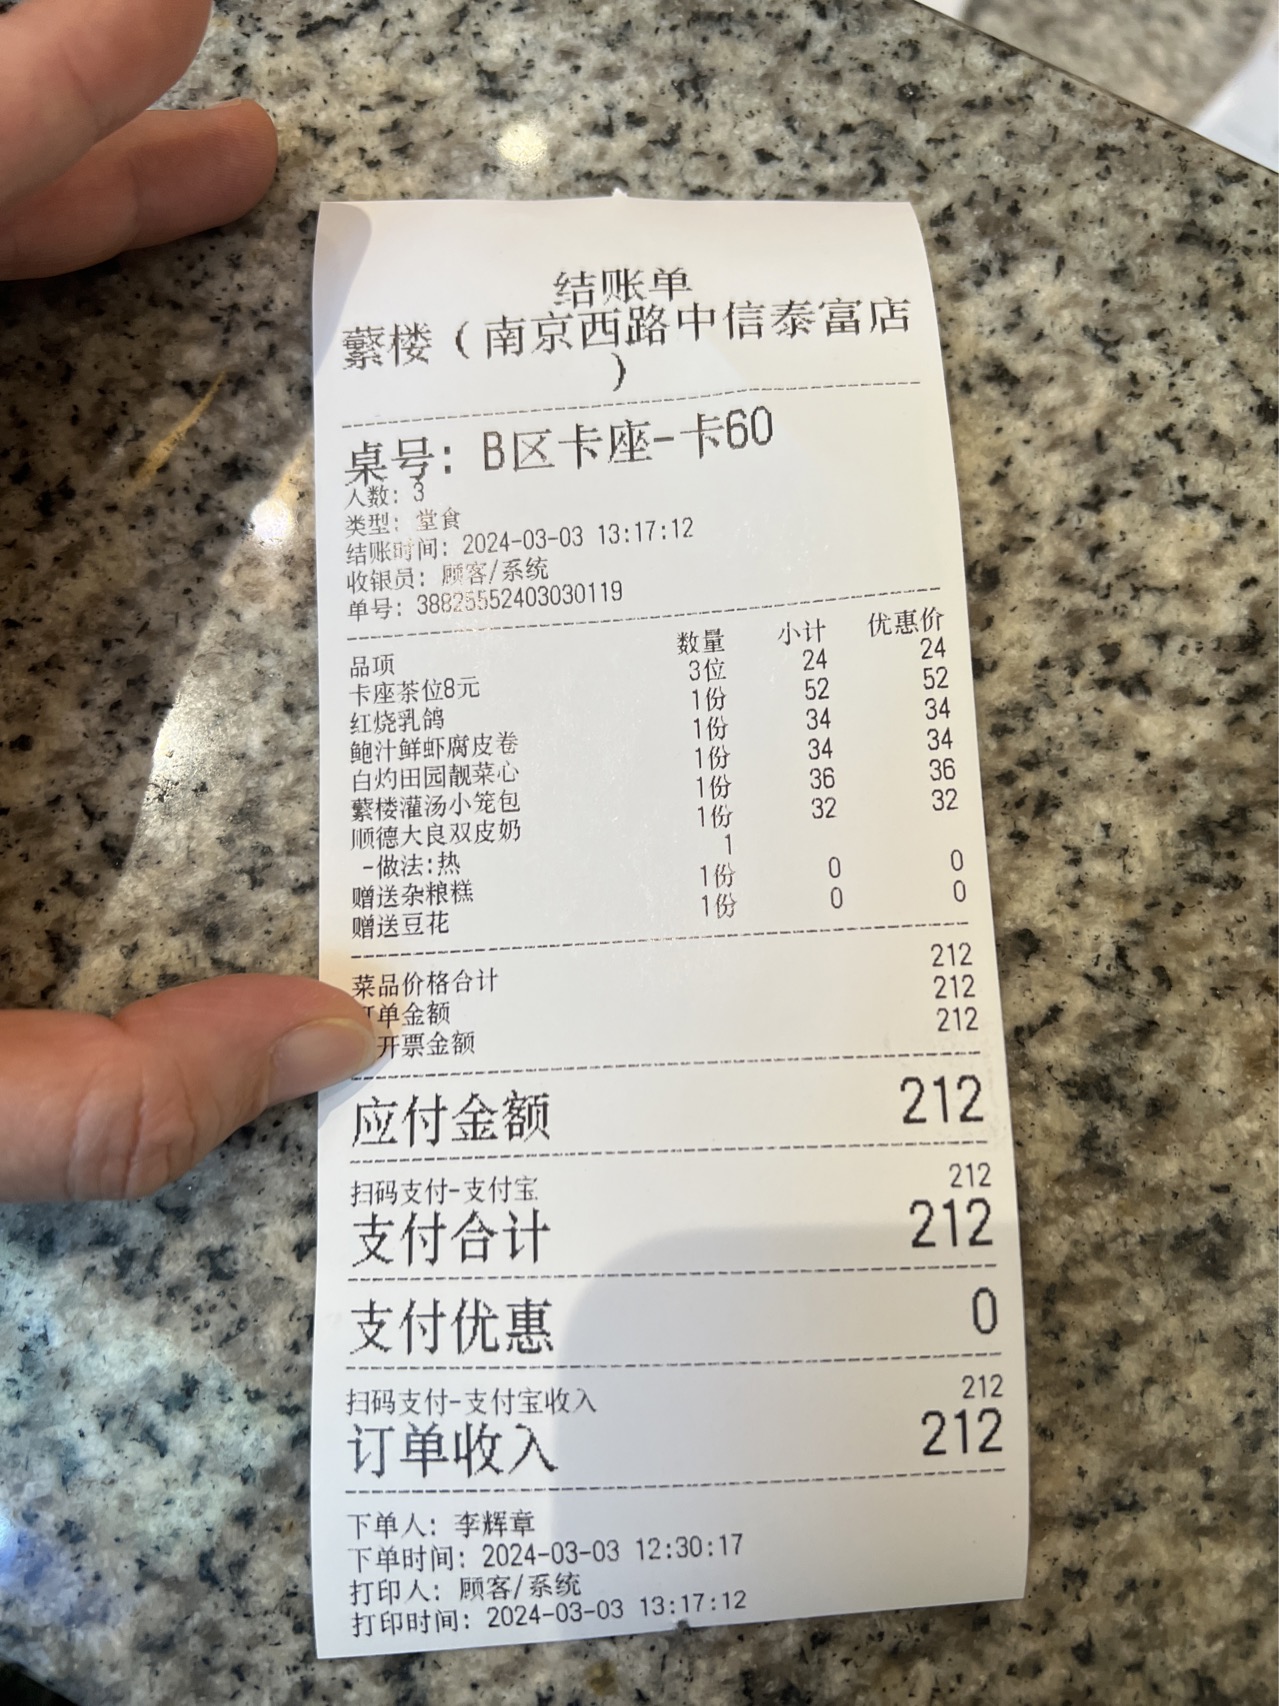 结账单
蘩楼（南京西路中信泰富店
）
桌号：B区卡座-卡60
人数：3
类型：堂食
结账时间：2024-03-03 13:17:12
收银员：顾客/系统
单号：38825552403030119
品项 数量 小计 优惠价
卡座茶位8元 3位 24 24
红烧乳鸽 1份 52 52
鲍汁鲜虾腐皮卷 1份 34 34
白灼田园靓菜心 1份 34 34
蘩楼灌汤小笼包 1份 36 36
顺德大良双皮奶 1份 32 32
-做法:热 1
赠送杂粮糕 1份 0 0
赠送豆花 1份 0 0
菜品价格合计 212
单金额 212
开票金额 212
应付金额 212
扫码支付-支付宝 212
支付合计 212
支付优惠 0
扫码支付-支付宝收入 212
订单收入 212
下单人：李辉章
下单时间：2024-03-03 12:30:17
打印人：顾客/系统
打印时间：2024-03-03 13:17:12